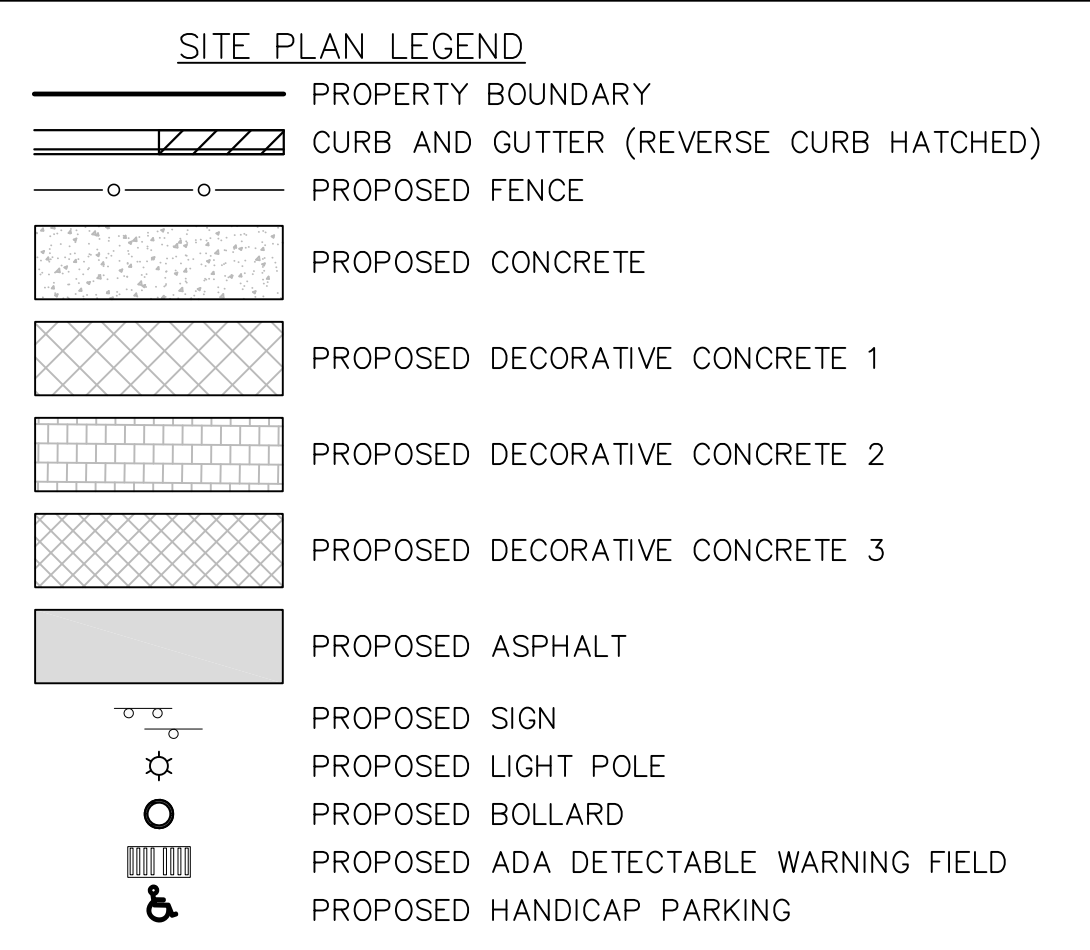 SITE PLAN LEGEND
PROPERTY BOUNDARY
CURB AND GUTTER (REVERSE CURB HATCHED)
PROPOSED FENCE
PROPOSED CONCRETE
PROPOSED DECORATIVE CONCRETE 1
PROPOSED DECORATIVE CONCRETE 2
PROPOSED DECORATIVE CONCRETE 3
PROPOSED ASPHALT
PROPOSED SIGN
PROPOSED LIGHT POLE
PROPOSED BOLLARD
PROPOSED ADA DETECTABLE WARNING FIELD
PROPOSED HANDICAP PARKING